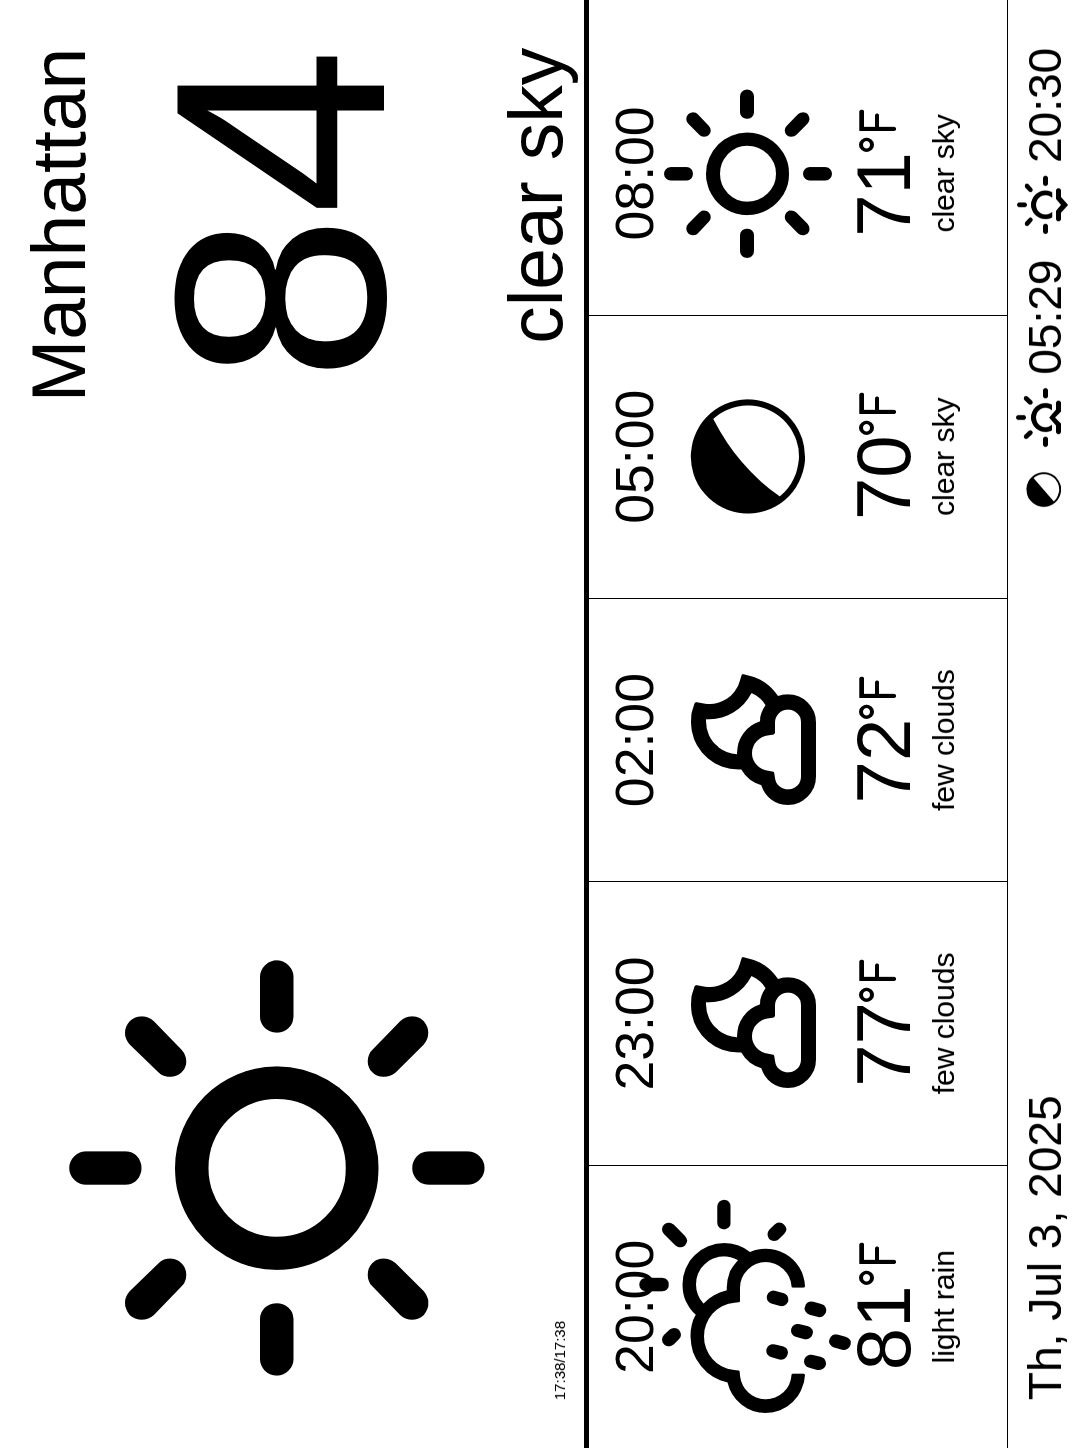 Manhattan
84
clear sky
17:38/17:38
20:00
81°F
light rain
23:00
77°F
few clouds
02:00
72°F
few clouds
05:00
70°F
clear sky
08:00
71°F
clear sky
Th, Jul 3, 2025
05:29
20:30